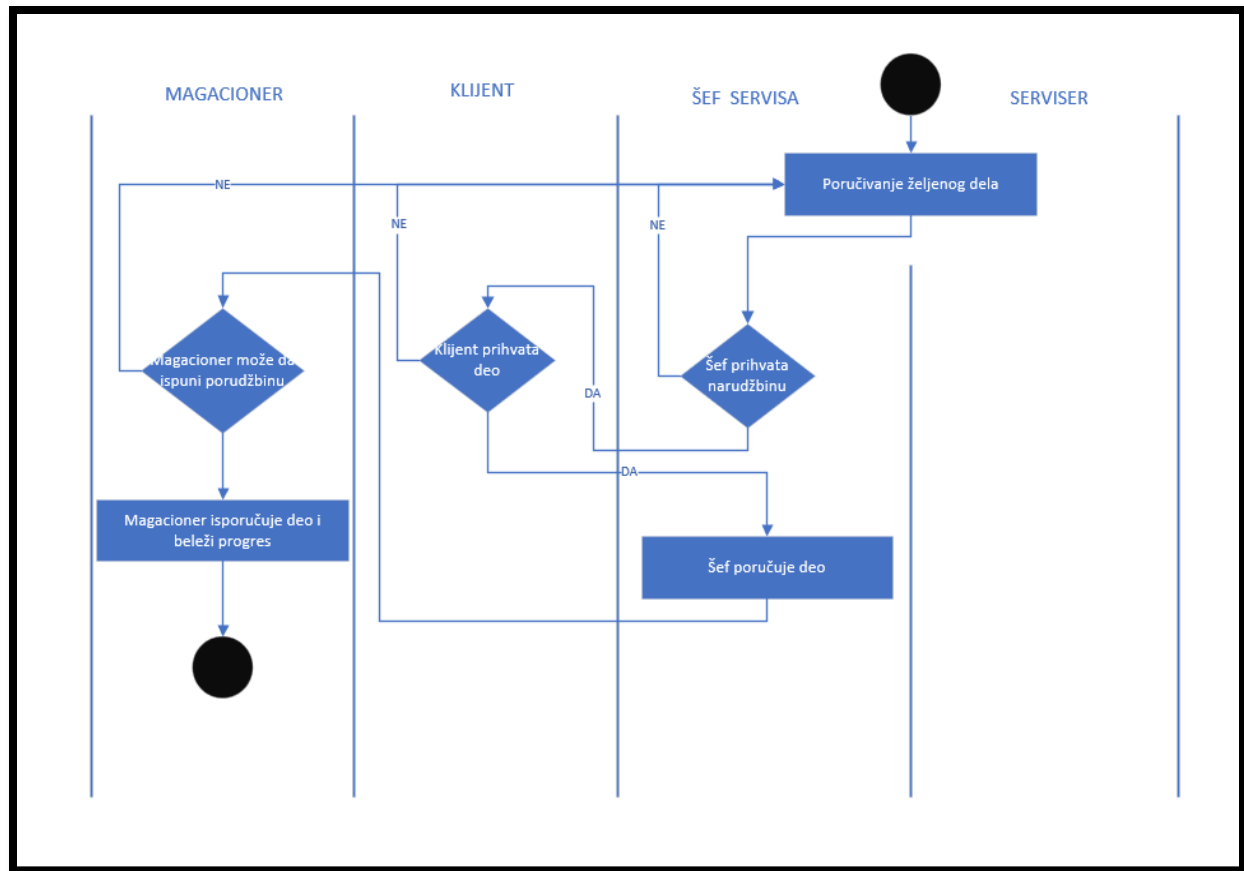 MAGACIONER
KLIJENT
ŠEF SERVISA
SERVISER
Poručivanje željenog dela
NE
NE
NE
Magacioner može da
ispuni porudžbinu
Klijent prihvata
deo
Šef prihvata
narudžbinu
DA
DA
Magacioner isporučuje deo i
beleži progres
Šef poručuje deo